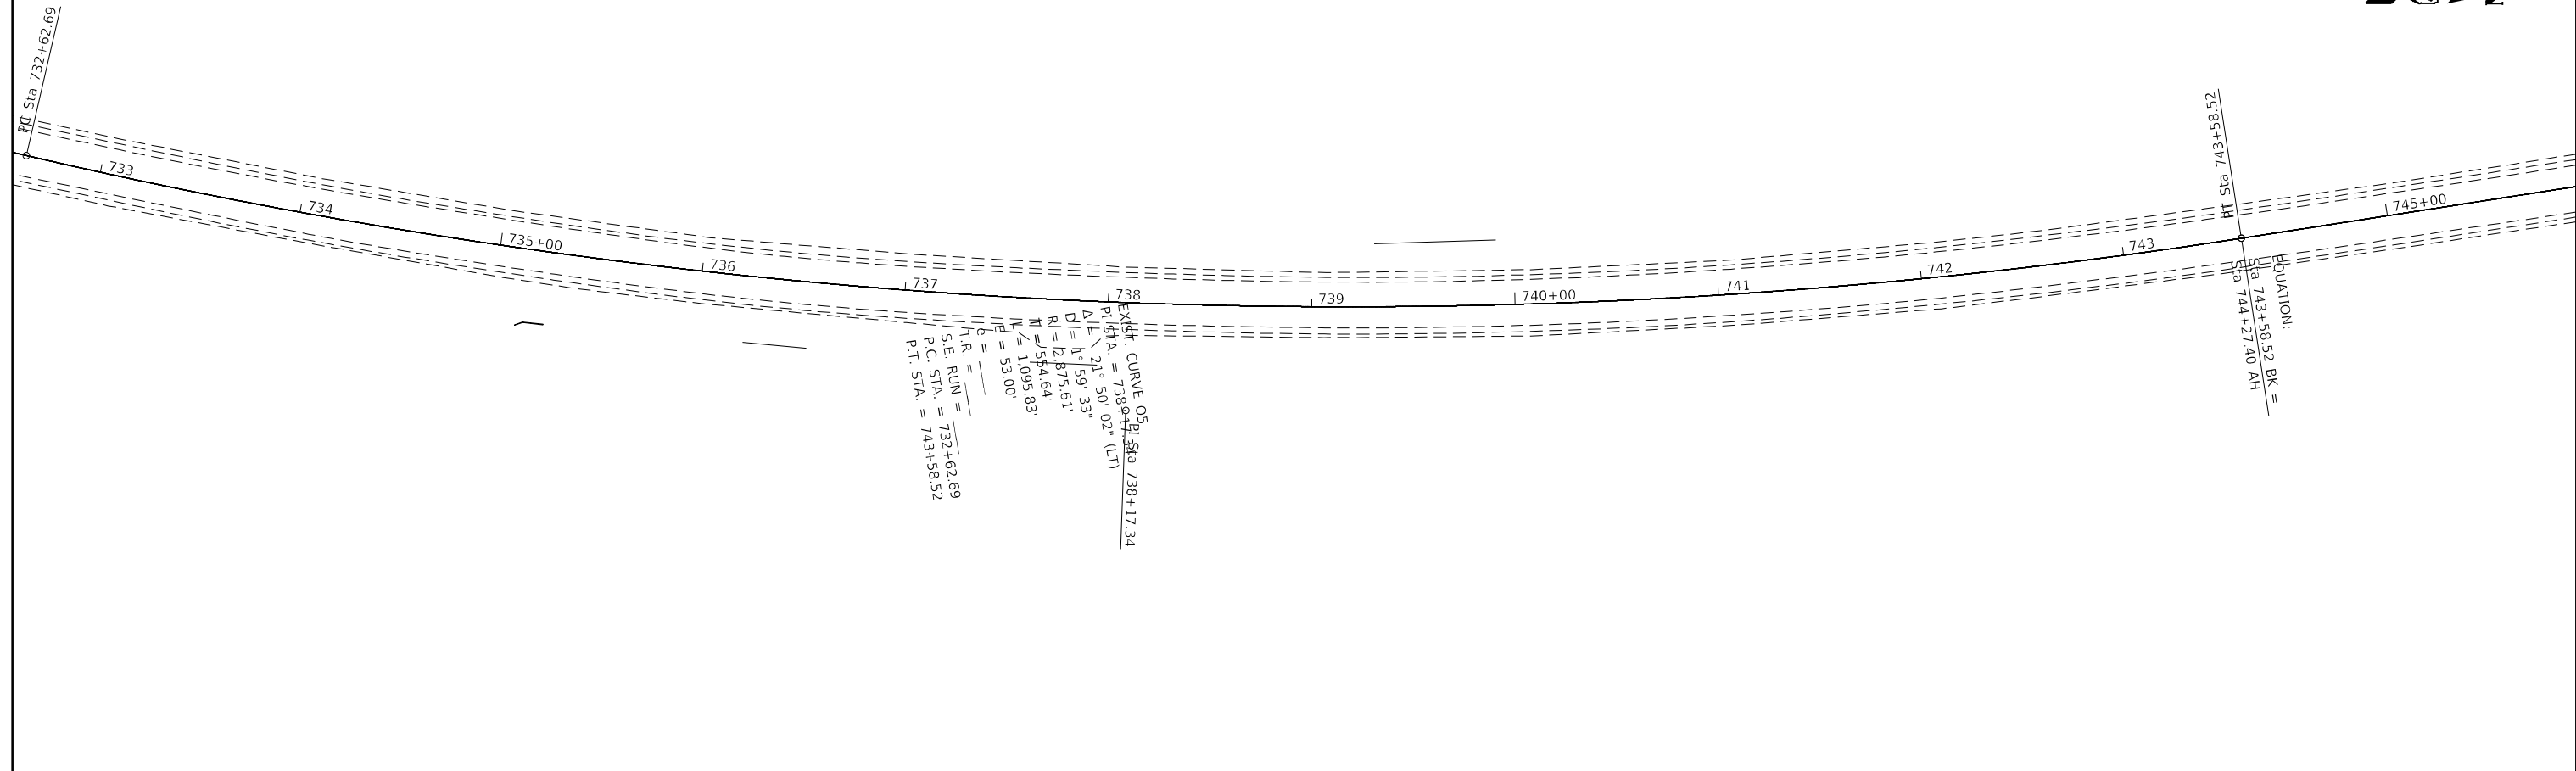 PC Sta 732+62.69
733
734
735+00
736
737
738
739
740+00
741
742
743
745+00
PT Sta 743+58.52
EQUATION:
Sta 743+58.52 BK =
Sta 744+27.40 AH
EXIST. CURVE 05
PI STA. = 738+17.34
Δ = 21° 50' 02" (LT)
D = 1° 59' 33"
R = 2,875.61'
T = 554.64'
L = 1,095.83'
E = 53.00'
e =
T.R. =
S.E. RUN =
P.C. STA. = 732+62.69
P.T. STA. = 743+58.52
PI Sta 738+17.34